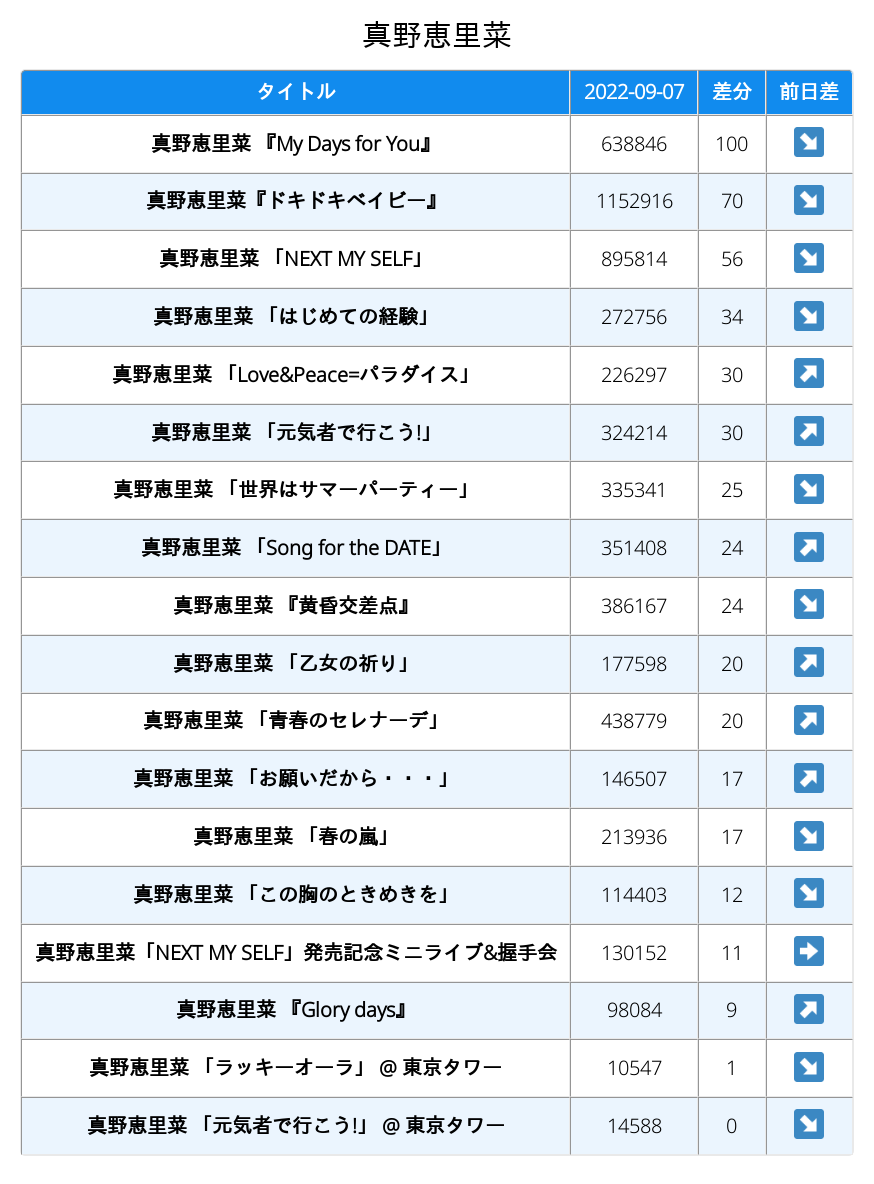 真野恵里菜
タイトル 2022-09-07 差分 前日差
真野恵里菜 『My Days for You』 638846 100 ↘
真野恵里菜『ドキドキベイビー』 1152916 70 ↘
真野恵里菜 「NEXT MY SELF」 895814 56 ↘
真野恵里菜 「はじめての経験」 272756 34 ↘
真野恵里菜 「Love&Peace=パラダイス」 226297 30 ↗
真野恵里菜 「元気者で行こう!」 324214 30 ↗
真野恵里菜 「世界はサマーパーティー」 335341 25 ↘
真野恵里菜 「Song for the DATE」 351408 24 ↗
真野恵里菜 『黄昏交差点』 386167 24 ↘
真野恵里菜 「乙女の祈り」 177598 20 ↗
真野恵里菜 「青春のセレナーデ」 438779 20 ↗
真野恵里菜 「お願いだから・・・」 146507 17 ↗
真野恵里菜 「春の嵐」 213936 17 ↘
真野恵里菜 「この胸のときめきを」 114403 12 ↘
真野恵里菜「NEXT MY SELF」発売記念ミニライブ&握手会 130152 11 →
真野恵里菜 『Glory days』 98084 9 ↗
真野恵里菜 「ラッキーオーラ」 @ 東京タワー 10547 1 ↘
真野恵里菜 「元気者で行こう!」 @ 東京タワー 14588 0 ↘